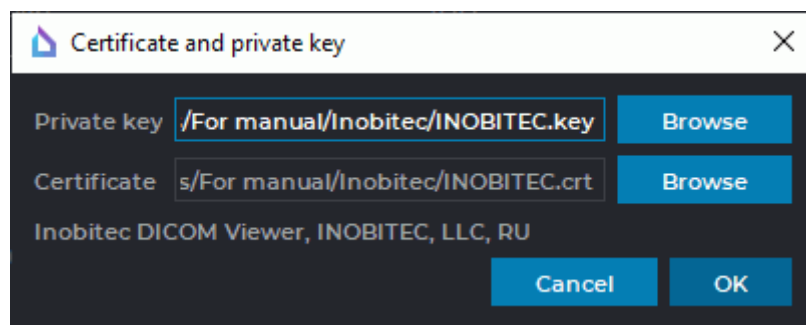 Certificate and private key
Private key /For manual/Inobitec/INOBITEC.key Browse
Certificate s/For manual/Inobitec/INOBITEC.crt Browse
Inobitec DICOM Viewer, INOBITEC, LLC, RU
Cancel OK